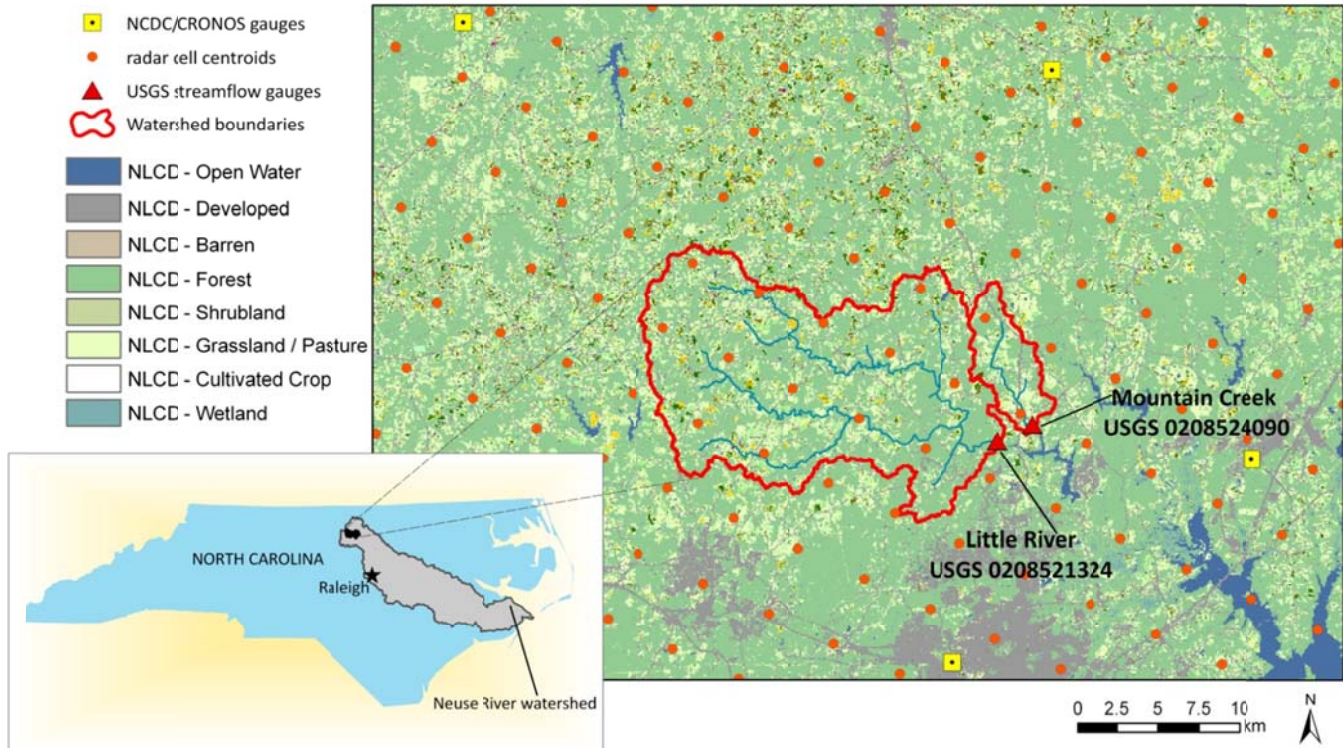 NCDC/CRONOS gauges
radar cell centroids
USGS streamflow gauges
Watershed boundaries
NLCD - Open Water
NLCD - Developed
NLCD - Barren
NLCD - Forest
NLCD - Shrubland
NLCD - Grassland / Pasture
NLCD - Cultivated Crop
NLCD - Wetland
Mountain Creek
USGS 0208524090
Little River
USGS 0208521324
NORTH CAROLINA
Raleigh
Neuse River watershed
0 2.5 5 7.5 10
km
N